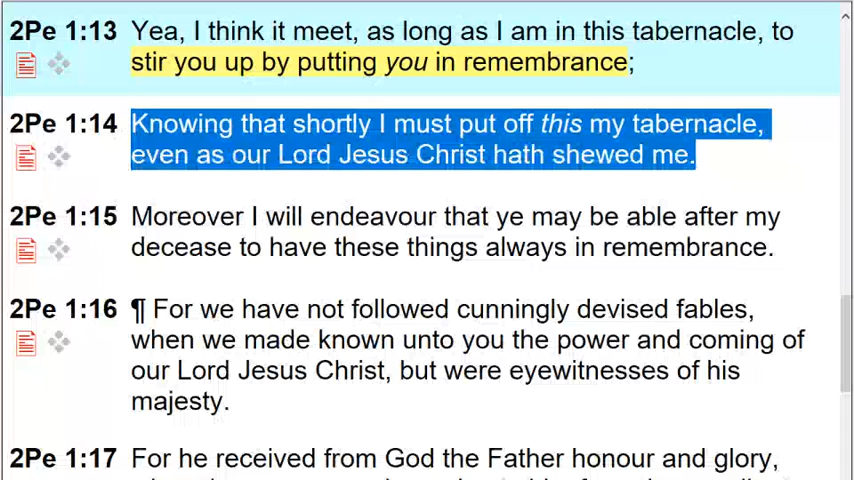 2Pe 1:13 Yea, I think it meet, as long as I am in this tabernacle, to
stir you up by putting you in remembrance;
2Pe 1:14 Knowing that shortly I must put off this my tabernacle,
even as our Lord Jesus Christ hath shewed me.
2Pe 1:15 Moreover I will endeavour that ye may be able after my
decease to have these things always in remembrance.
2Pe 1:16 ¶ For we have not followed cunningly devised fables,
when we made known unto you the power and coming of
our Lord Jesus Christ, but were eyewitnesses of his
majesty.
2Pe 1:17 For he received from God the Father honour and glory,